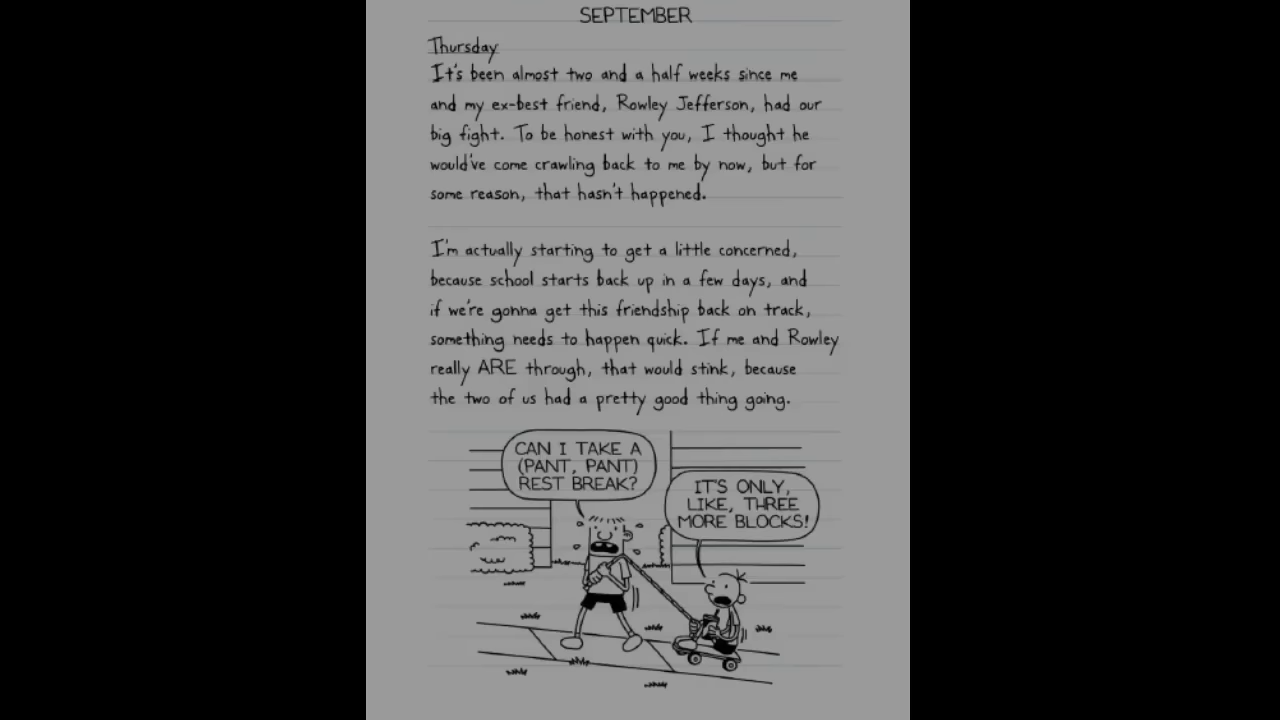 SEPTEMBER
Thursday
It's been almost two and a half weeks since me
and my ex-best friend, Rowley Jefferson, had our
big fight. To be honest with you, I thought he
would've come crawling back to me by now, but for
some reason, that hasn't happened.
I'm actually starting to get a little concerned,
because school starts back up in a few days, and
if we're gonna get this friendship back on track,
something needs to happen quick. If me and Rowley
really ARE through, that would stink, because
the two of us had a pretty good thing going.
CAN I TAKE A
(PANT, PANT)
REST BREAK?
IT'S ONLY,
LIKE, THREE
MORE BLOCKS!